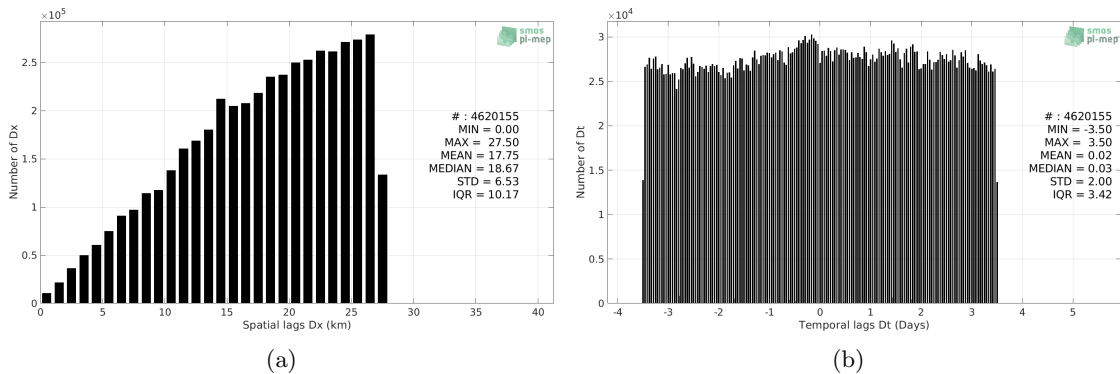 ×10⁵
smos
pi-mep
2.5
2
1.5
1
0.5
0
Number of Dx
# : 4620155
MIN = 0.00
MAX = 27.50
MEAN = 17.75
MEDIAN = 18.67
STD = 6.53
IQR = 10.17
0 5 10 15 20 25 30 35 40
Spatial lags Dx (km)
(a)
×10⁴
smos
pi-mep
3
2.5
2
1.5
1
0.5
0
Number of Dt
# : 4620155
MIN = -3.50
MAX = 3.50
MEAN = 0.02
MEDIAN = 0.03
STD = 2.00
IQR = 3.42
-4 -3 -2 -1 0 1 2 3 4 5
Temporal lags Dt (Days)
(b)